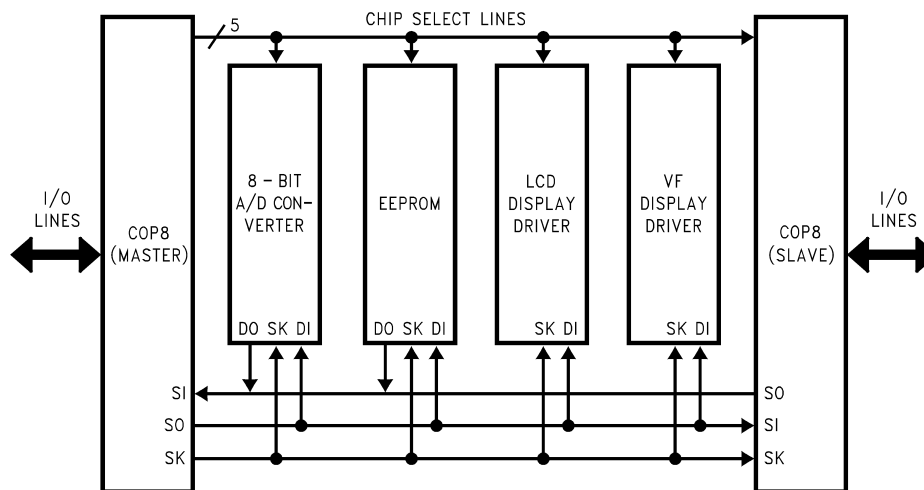 5
CHIP SELECT LINES
I/O
LINES
COP8
(MASTER)
8 - BIT
A/D CON-
VERTER
DO SK DI
EEPROM
DO SK DI
LCD
DISPLAY
DRIVER
SK DI
VF
DISPLAY
DRIVER
SK DI
COP8
(SLAVE)
I/O
LINES
SI
SO
SK
SO
SI
SK